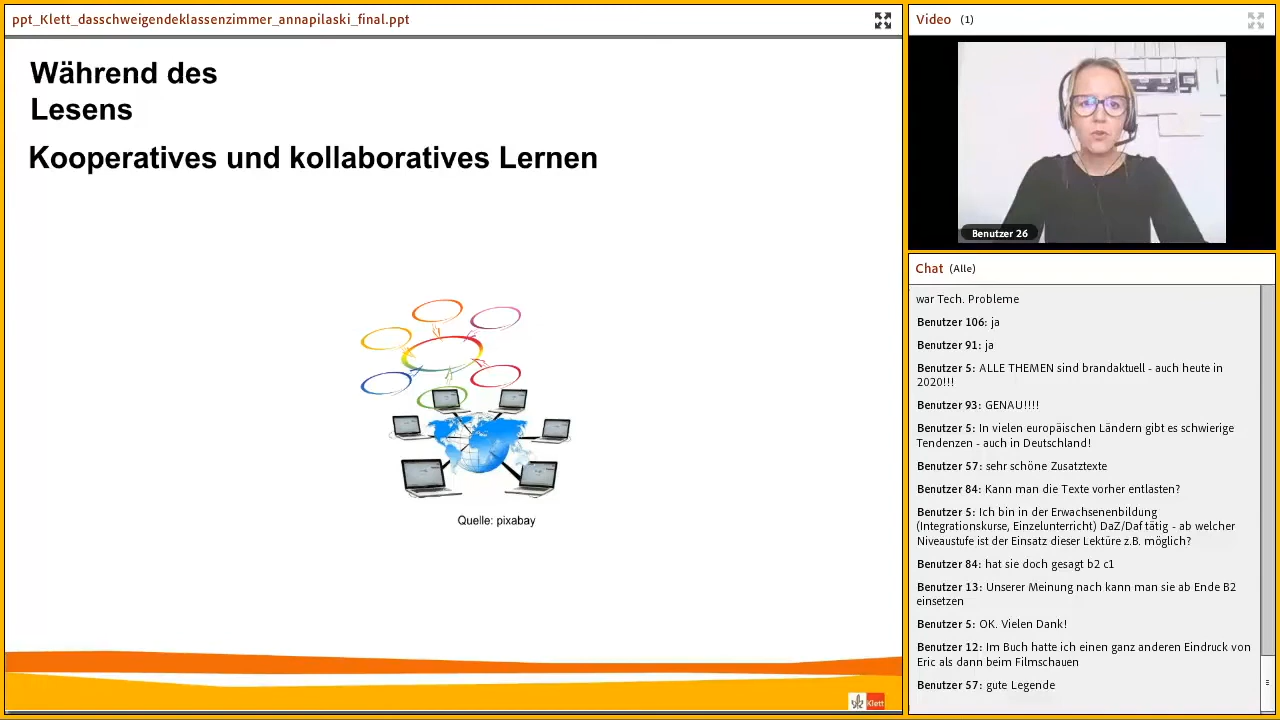 ppt_Klett_dasschweigendeklassenzimmer_annapilaski_final.ppt
Während des
Lesens
Kooperatives und kollaboratives Lernen
Quelle: pixabay
Klett
Video (1)
Benutzer 26
Chat (Alle)
war Tech. Probleme
Benutzer 106: ja
Benutzer 91: ja
Benutzer 5: ALLE THEMEN sind brandaktuell - auch heute in
2020!!!
Benutzer 93: GENAU!!!!
Benutzer 5: In vielen europäischen Ländern gibt es schwierige
Tendenzen - auch in Deutschland!
Benutzer 57: sehr schöne Zusatztexte
Benutzer 84: Kann man die Texte vorher entlasten?
Benutzer 5: Ich bin in der Erwachsenenbildung
(Integrationskurse, Einzelunterricht) DaZ/Daf tätig - ab welcher
Niveaustufe ist der Einsatz dieser Lektüre z.B. möglich?
Benutzer 84: hat sie doch gesagt b2 c1
Benutzer 13: Unserer Meinung nach kann man sie ab Ende B2
einsetzen
Benutzer 5: OK. Vielen Dank!
Benutzer 12: Im Buch hatte ich einen ganz anderen Eindruck von
Eric als dann beim Filmschauen
Benutzer 57: gute Legende